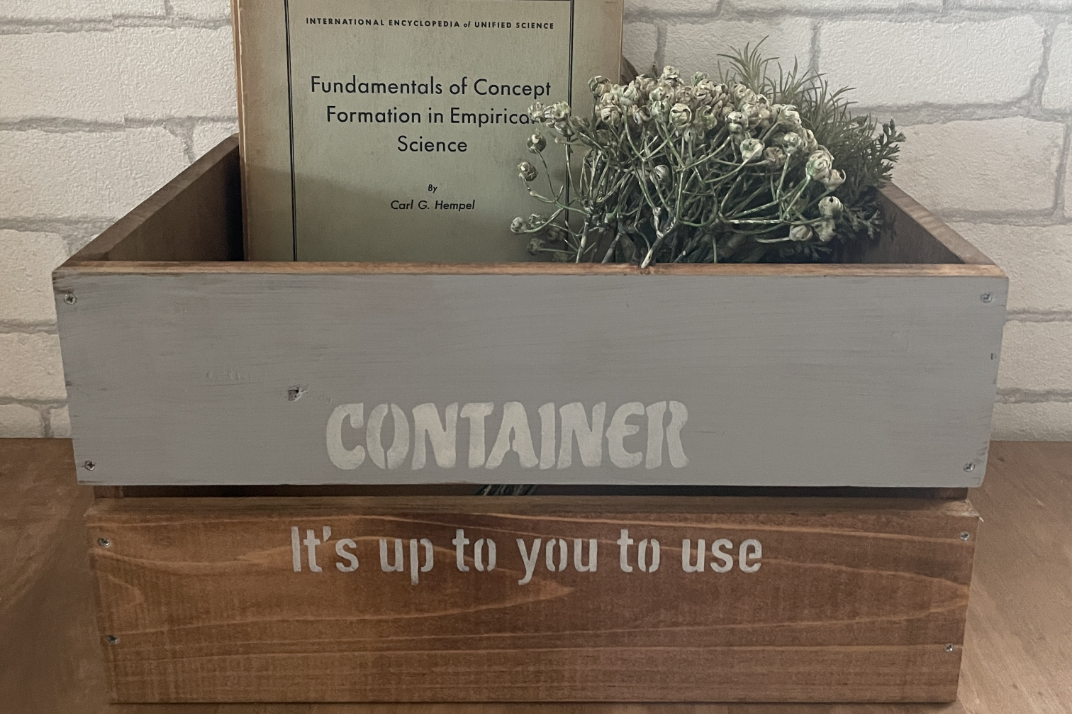 INTERNATIONAL ENCYCLOPEDIA of UNIFIED SCIENCE
Fundamentals of Concept
Formation in Empirical
Science
By
Carl G. Hempel
CONTAINER
It's up to you to use